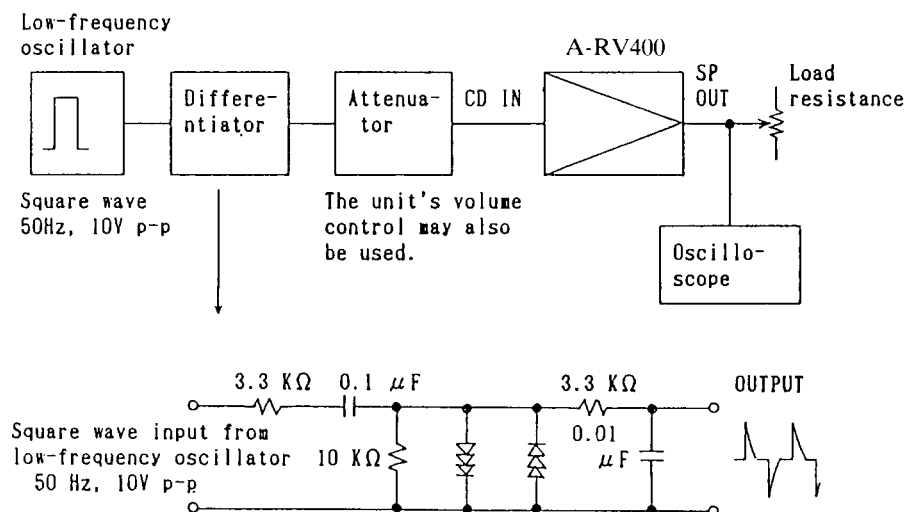 Low-frequency
oscillator
A-RV400
Differe-
ntiator
Attenua-
tor
CD IN
SP
OUT
Load
resistance
Square wave
50Hz, 10V p-p
The unit's volume
control may also
be used.
Oscillo-
scope
3.3 KΩ
0.1 μF
3.3 KΩ
OUTPUT
Square wave input from
low-frequency oscillator
50 Hz, 10V p-p
10 KΩ
0.01
μF